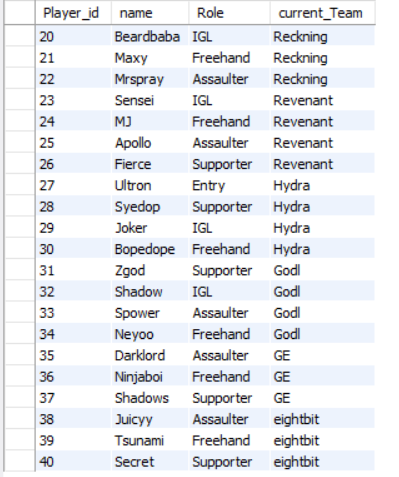 Player_id name Role current_Team
20 Beardbaba IGL Reckning
21 Maxy Freehand Reckning
22 Mrspray Assaulter Reckning
23 Sensei IGL Revenant
24 MJ Freehand Revenant
25 Apollo Assaulter Revenant
26 Fierce Supporter Revenant
27 Ultron Entry Hydra
28 Syedop Supporter Hydra
29 Joker IGL Hydra
30 Bopedope Freehand Hydra
31 Zgod Supporter Godl
32 Shadow IGL Godl
33 Spower Assaulter Godl
34 Neyoo Freehand Godl
35 Darklord Assaulter GE
36 Ninjaboi Freehand GE
37 Shadows Supporter GE
38 Juicyy Assaulter eightbit
39 Tsunami Freehand eightbit
40 Secret Supporter eightbit